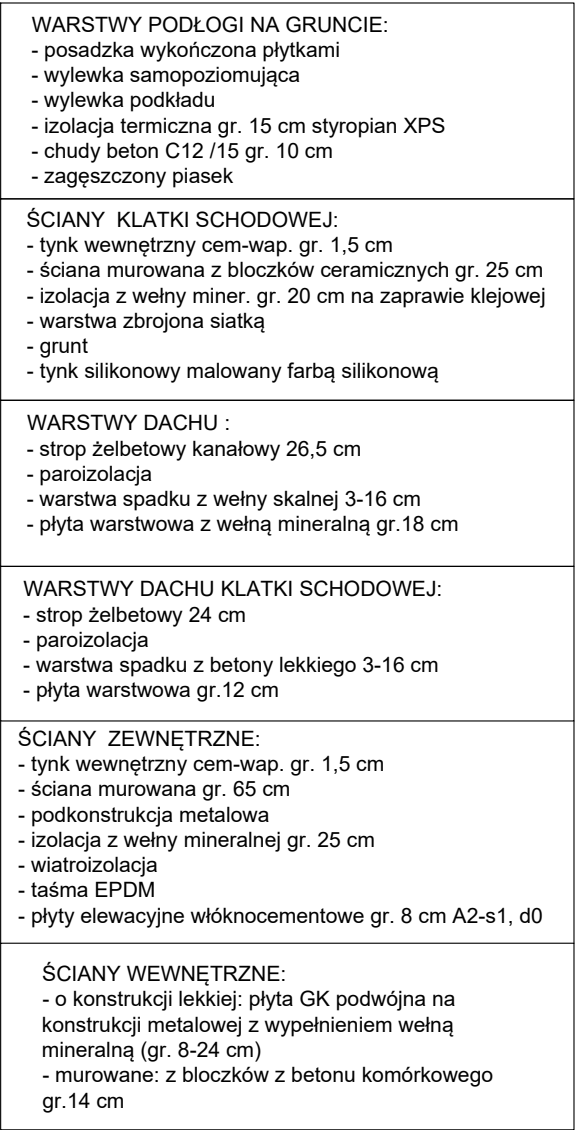 WARSTWY PODŁOGI NA GRUNCIE:
- posadzka wykończona płytkami
- wylewka samopoziomująca
- wylewka podkładu
- izolacja termiczna gr. 15 cm styropian XPS
- chudy beton C12 /15 gr. 10 cm
- zagęszczony piasek
ŚCIANY KLATKI SCHODOWEJ:
- tynk wewnętrzny cem-wap. gr. 1,5 cm
- ściana murowana z bloczków ceramicznych gr. 25 cm
- izolacja z wełny miner. gr. 20 cm na zaprawie klejowej
- warstwa zbrojona siatką
- grunt
- tynk silikonowy malowany farbą silikonową
WARSTWY DACHU :
- strop żelbetowy kanałowy 26,5 cm
- paroizolacja
- warstwa spadku z wełny skalnej 3-16 cm
- płyta warstwowa z wełną mineralną gr.18 cm
WARSTWY DACHU KLATKI SCHODOWEJ:
- strop żelbetowy 24 cm
- paroizolacja
- warstwa spadku z betony lekkiego 3-16 cm
- płyta warstwowa gr.12 cm
ŚCIANY ZEWNĘTRZNE:
- tynk wewnętrzny cem-wap. gr. 1,5 cm
- ściana murowana gr. 65 cm
- podkonstrukcja metalowa
- izolacja z wełny mineralnej gr. 25 cm
- wiatroizolacja
- taśma EPDM
- płyty elewacyjne włóknocementowe gr. 8 cm A2-s1, d0
ŚCIANY WEWNĘTRZNE:
- o konstrukcji lekkiej: płyta GK podwójna na
konstrukcji metalowej z wypełnieniem wełną
mineralną (gr. 8-24 cm)
- murowane: z bloczków z betonu komórkowego
gr.14 cm